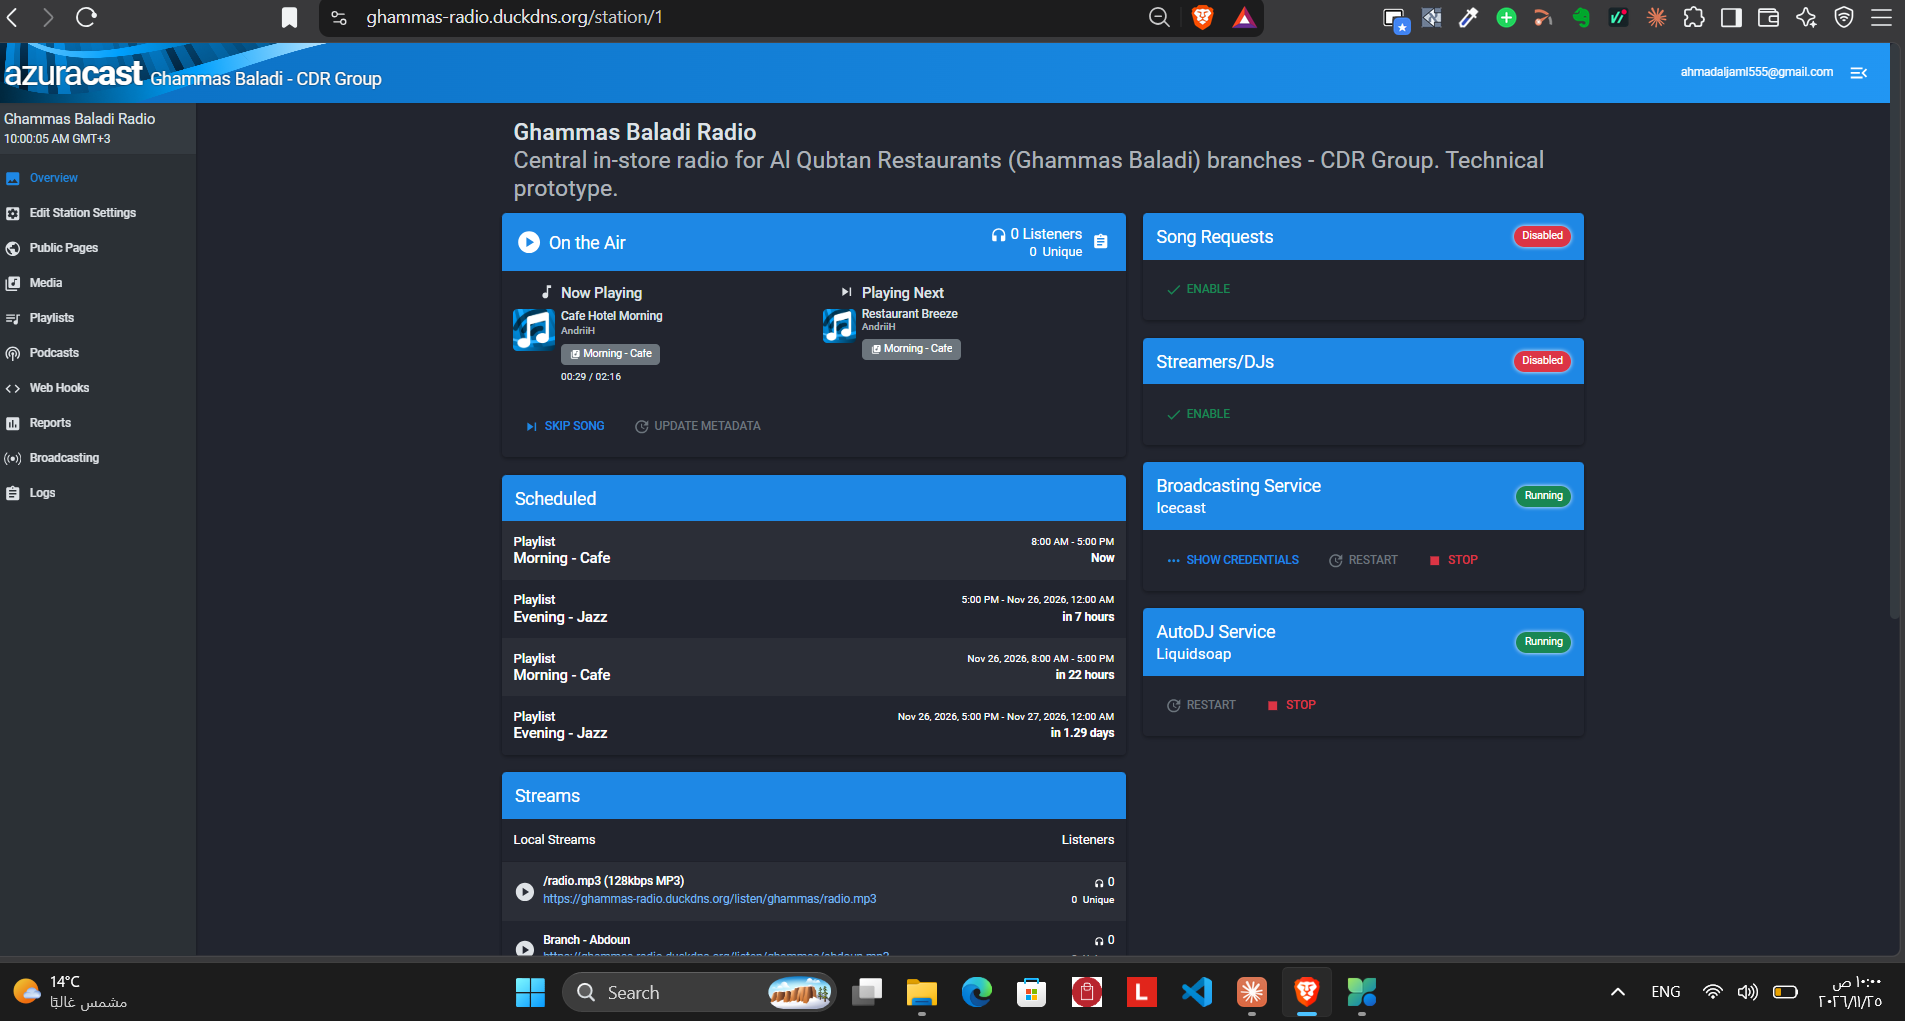 ghammas-radio.duckdns.org/station/1
azuracast Ghammas Baladi - CDR Group
ahmadaljaml555@gmail.com
Ghammas Baladi Radio
10:00:05 AM GMT+3
Overview
Edit Station Settings
Public Pages
Media
Playlists
Podcasts
Web Hooks
Reports
Broadcasting
Logs
Ghammas Baladi Radio
Central in-store radio for Al Qubtan Restaurants (Ghammas Baladi) branches - CDR Group. Technical
prototype.
On the Air
0 Listeners
0 Unique
Now Playing
Cafe Hotel Morning
AndriiH
Morning - Cafe
00:29 / 02:16
Playing Next
Restaurant Breeze
AndriiH
Morning - Cafe
SKIP SONG
UPDATE METADATA
Scheduled
Playlist
Morning - Cafe
8:00 AM - 5:00 PM
Now
Playlist
Evening - Jazz
5:00 PM - Nov 26, 2026, 12:00 AM
in 7 hours
Playlist
Morning - Cafe
Nov 26, 2026, 8:00 AM - 5:00 PM
in 22 hours
Playlist
Evening - Jazz
Nov 26, 2026, 5:00 PM - Nov 27, 2026, 12:00 AM
in 1.29 days
Streams
Local Streams
Listeners
/radio.mp3 (128kbps MP3)
https://ghammas-radio.duckdns.org/listen/ghammas/radio.mp3
0
0 Unique
Branch - Abdoun
0
https://ghammas-radio.duckdns.org/listen/ghammas/abdoun.mp3
Song Requests
Disabled
ENABLE
Streamers/DJs
Disabled
ENABLE
Broadcasting Service
Icecast
Running
SHOW CREDENTIALS
RESTART
STOP
AutoDJ Service
Liquidsoap
Running
RESTART
STOP
14°C
مشمس غالبًا
Search
L
ENG
١٠:٠٠ ص
٢٠٢٦/١١/٢٥